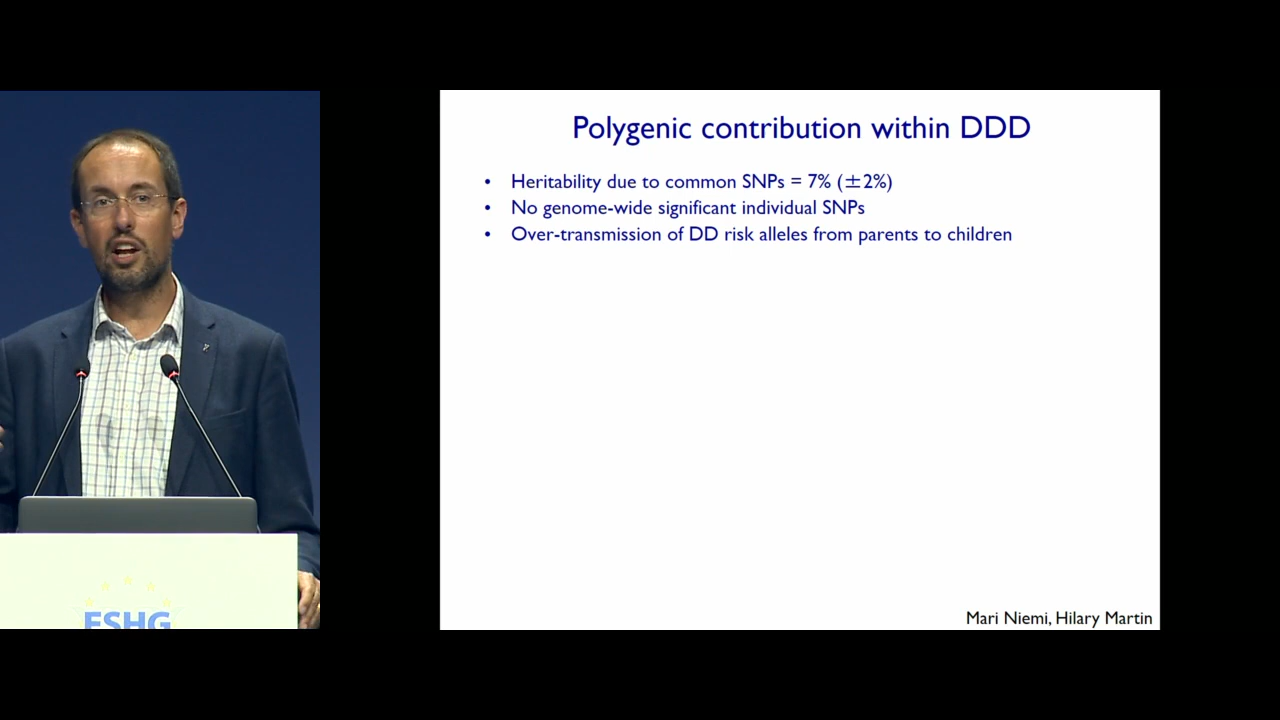 Polygenic contribution within DDD
• Heritability due to common SNPs = 7% (±2%)
• No genome-wide significant individual SNPs
• Over-transmission of DD risk alleles from parents to children
Mari Niemi, Hilary Martin
ESHG